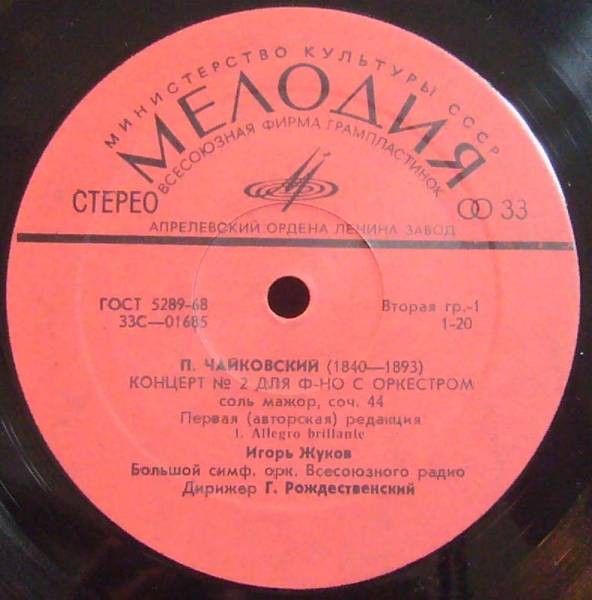 МИНИСТЕРСТВО КУЛЬТУРЫ СССР
МЕЛОДИЯ
ВСЕСОЮЗНАЯ ФИРМА ГРАМПЛАСТИНОК
СТЕРЕО
33
АПРЕЛЕВСКИЙ ОРДЕНА ЛЕНИНА ЗАВОД
ГОСТ 5289-68 Вторая гр.-1
33С—01685 1-20
П. ЧАЙКОВСКИЙ (1840—1893)
КОНЦЕРТ № 2 ДЛЯ Ф-НО С ОРКЕСТРОМ
соль мажор, соч. 44
Первая (авторская) редакция
1. Allegro brillante
Игорь Жуков
Большой симф. орк. Всесоюзного радио
Дирижер Г. Рождественский